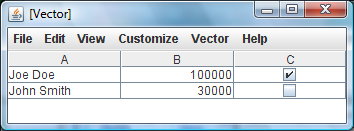 [Vector]
File Edit View Customize Vector Help
A B C
Joe Doe 100000
John Smith 30000